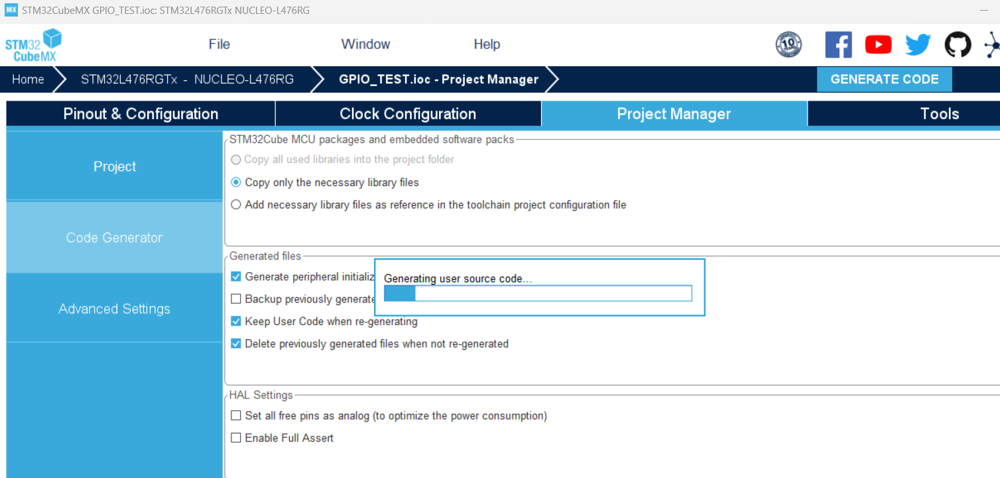 MX STM32CubeMX GPIO_TEST.ioc: STM32L476RGTx NUCLEO-L476RG
STM32
CubeMX
File
Window
Help
10
YEARS
Home
STM32L476RGTx - NUCLEO-L476RG
GPIO_TEST.ioc - Project Manager
GENERATE CODE
Pinout & Configuration
Clock Configuration
Project Manager
Tools
Project
Code Generator
Advanced Settings
STM32Cube MCU packages and embedded software packs
Copy all used libraries into the project folder
Copy only the necessary library files
Add necessary library files as reference in the toolchain project configuration file
Generated files
Generate peripheral initializ
Backup previously generate
Keep User Code when re-generating
Delete previously generated files when not re-generated
Generating user source code...
HAL Settings
Set all free pins as analog (to optimize the power consumption)
Enable Full Assert